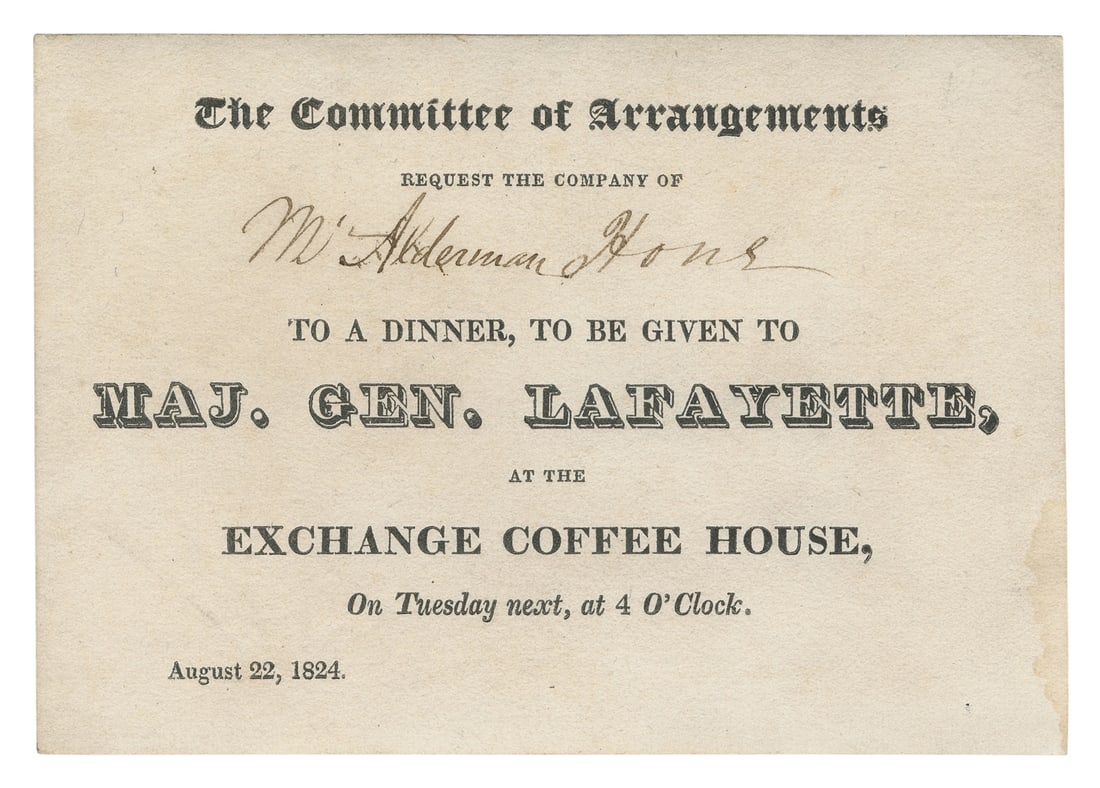 The Committee of Arrangements
REQUEST THE COMPANY OF
Mr Alderman Hone
TO A DINNER, TO BE GIVEN TO
MAJ. GEN. LAFAYETTE,
AT THE
EXCHANGE COFFEE HOUSE,
On Tuesday next, at 4 O'Clock.
August 22, 1824.